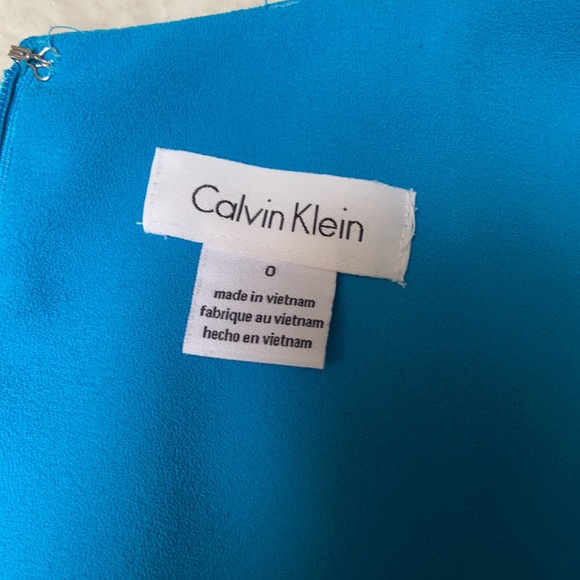 Calvin Klein
0
made in vietnam
fabrique au vietnam
hecho en vietnam